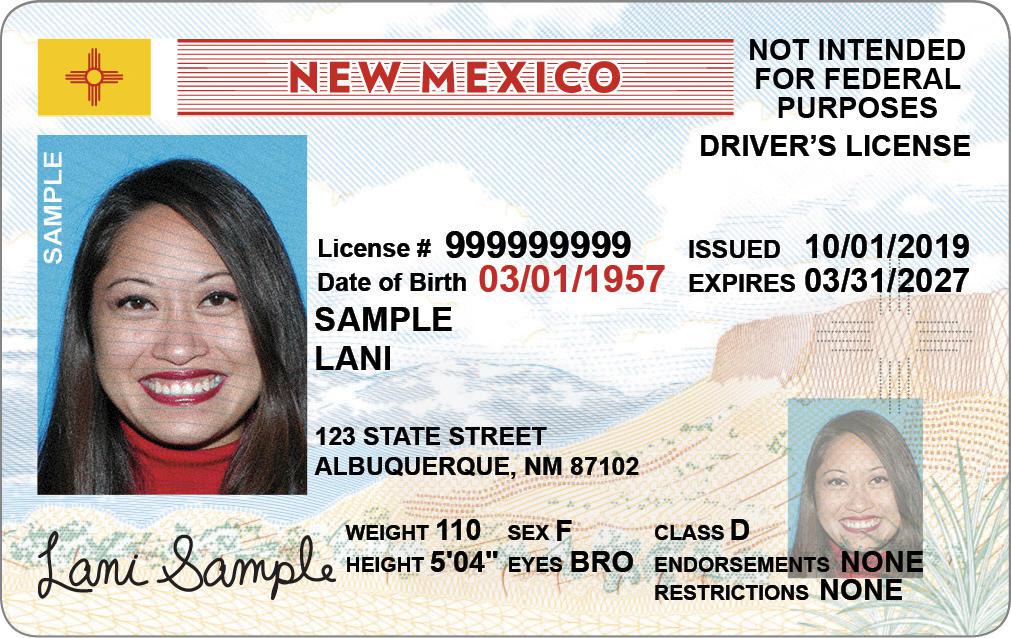 NEW MEXICO
NOT INTENDED
FOR FEDERAL
PURPOSES
DRIVER'S LICENSE
SAMPLE
License # 999999999
Date of Birth 03/01/1957
ISSUED 10/01/2019
EXPIRES 03/31/2027
SAMPLE
LANI
123 STATE STREET
ALBUQUERQUE, NM 87102
WEIGHT 110 SEX F
HEIGHT 5'04" EYES BRO
CLASS D
ENDORSEMENTS NONE
RESTRICTIONS NONE
Lani Sample